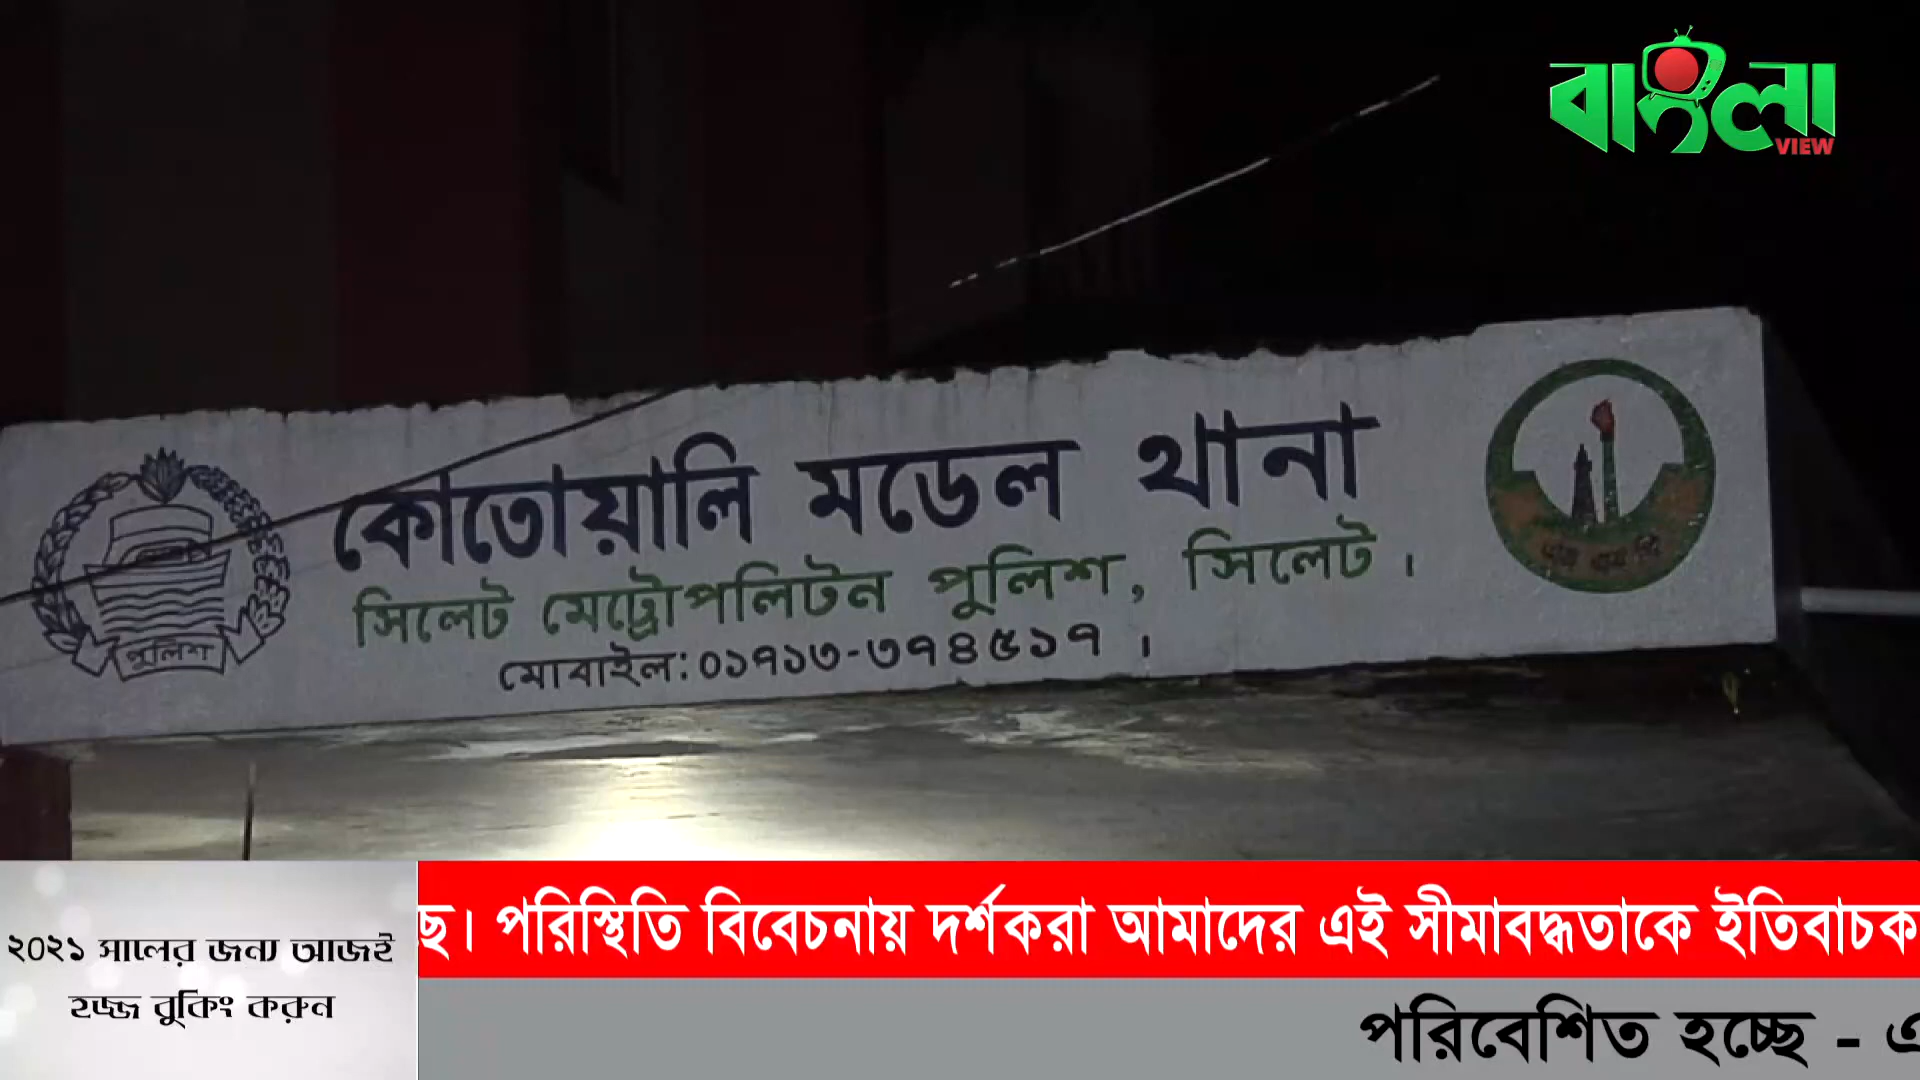 বাংলা
VIEW
কোতোয়ালি মডেল থানা
সিলেট মেট্রোপলিটন পুলিশ, সিলেট ।
মোবাইল:০১৭১৩-৩৭৪৫১৭ ।
পুলিশ
ছে। পরিস্থিতি বিবেচনায় দর্শকরা আমাদের এই সীমাবদ্ধতাকে ইতিবাচক
২০২১ সালের জন্য আজই
হজ্জ বুকিং করুন
পরিবেশিত হচ্ছে - এ